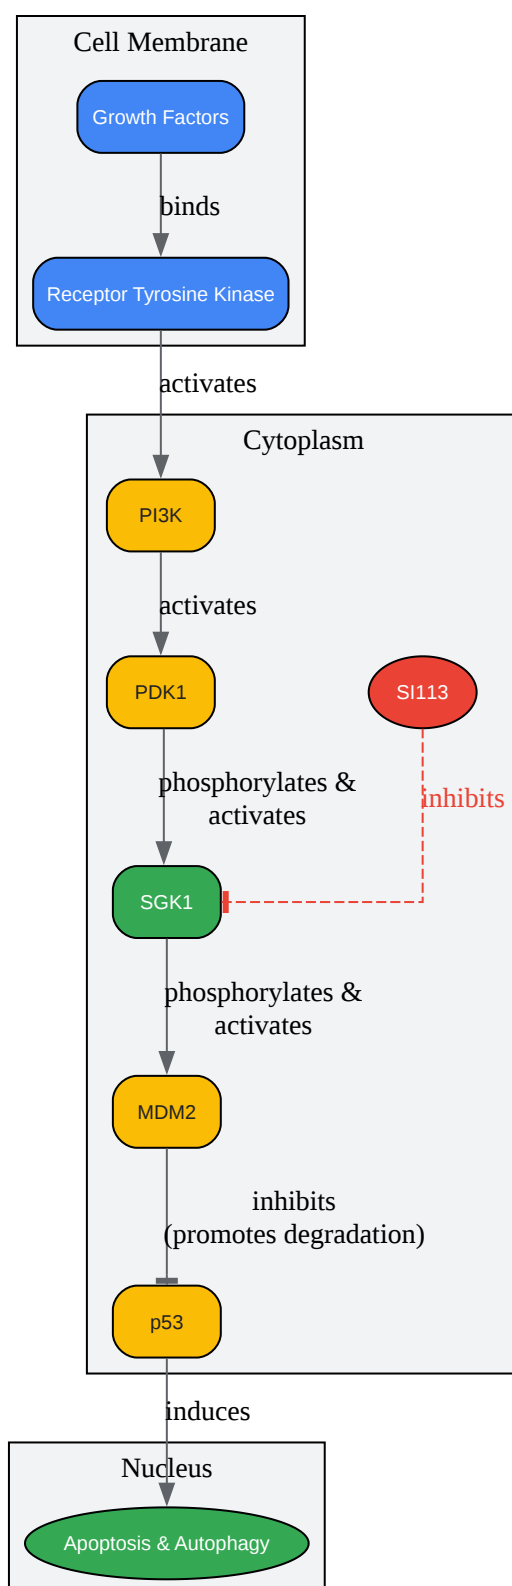 Cell Membrane
Growth Factors
binds
Receptor Tyrosine Kinase
activates
Cytoplasm
PI3K
activates
PDK1
SI113
phosphorylates &
activates
inhibits
SGK1
phosphorylates &
activates
MDM2
inhibits
(promotes degradation)
p53
induces
Nucleus
Apoptosis & Autophagy